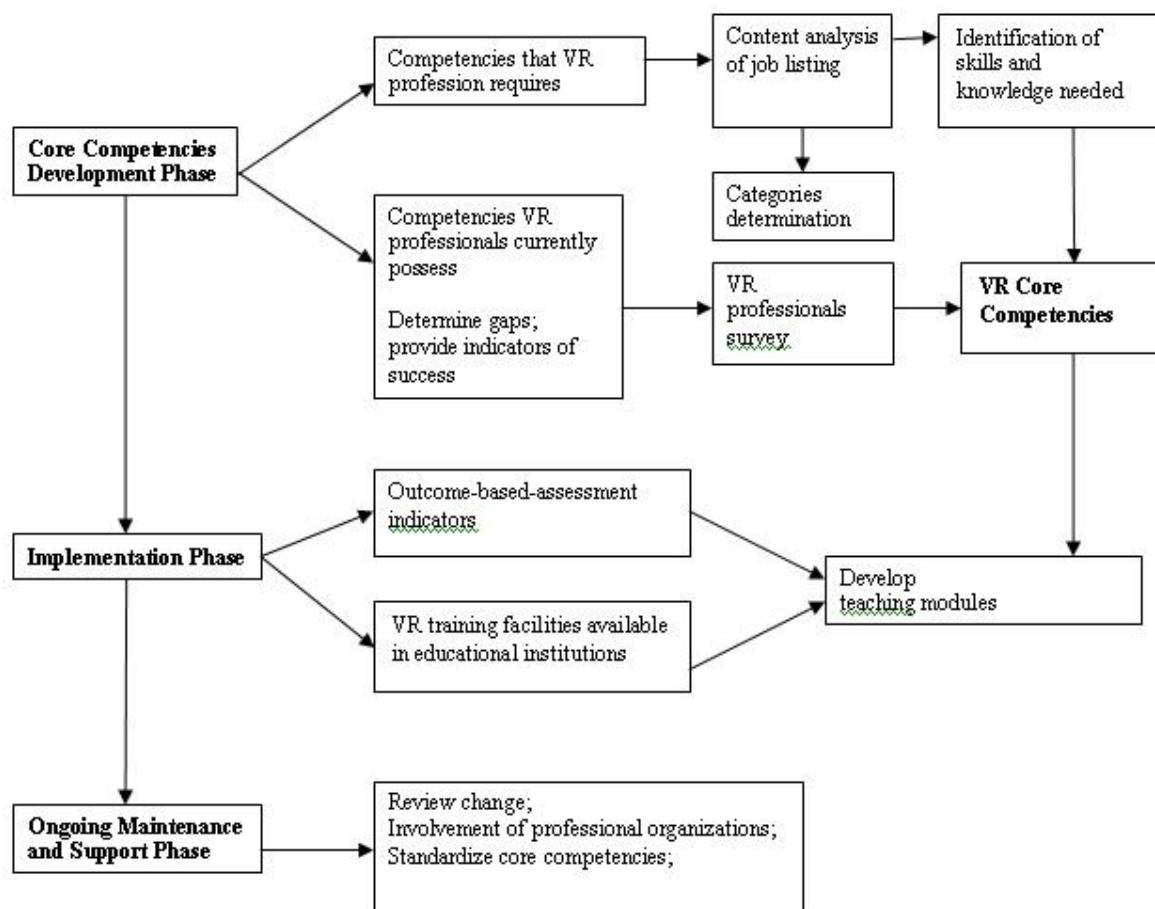 Competencies that VR
profession requires
Content analysis
of job listing
Identification of
skills and
knowledge needed
Core Competencies
Development Phase
Categories
determination
Competencies VR
professionals currently
possess
Determine gaps;
provide indicators of
success
VR
professionals
survey
VR Core
Competencies
Outcome-based-assessment
indicators
Implementation Phase
Develop
teaching modules
VR training facilities available
in educational institutions
Ongoing Maintenance
and Support Phase
Review change;
Involvement of professional organizations;
Standardize core competencies;